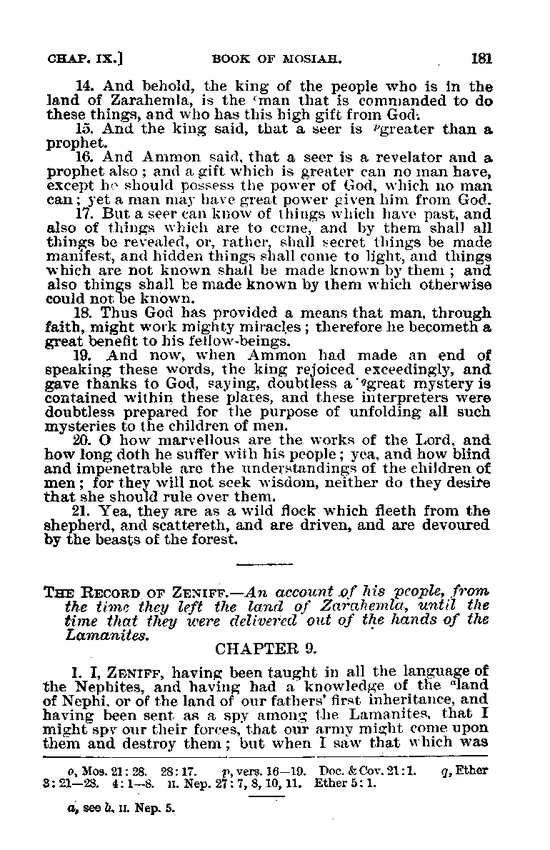 CHAP. IX.] BOOK OF MOSIAH. 181
14. And behold, the king of the people who is in the
land of Zarahemla, is the ᵒman that is commanded to do
these things, and who has this high gift from God.
15. And the king said, that a seer is ᵖgreater than a
prophet.
16. And Ammon said, that a seer is a revelator and a
prophet also; and a gift which is greater can no man have,
except he should possess the power of God, which no man
can; yet a man may have great power given him from God.
17. But a seer can know of things which have past, and
also of things which are to come, and by them shall all
things be revealed, or, rather, shall secret things be made
manifest, and hidden things shall come to light, and things
which are not known shall be made known by them; and
also things shall be made known by them which otherwise
could not be known.
18. Thus God has provided a means that man, through
faith, might work mighty miracles; therefore he becometh a
great benefit to his fellow-beings.
19. And now, when Ammon had made an end of
speaking these words, the king rejoiced exceedingly, and
gave thanks to God, saying, doubtless a qgreat mystery is
contained within these plates, and these interpreters were
doubtless prepared for the purpose of unfolding all such
mysteries to the children of men.
20. O how marvellous are the works of the Lord, and
how long doth he suffer with his people; yea, and how blind
and impenetrable are the understandings of the children of
men; for they will not seek wisdom, neither do they desire
that she should rule over them.
21. Yea, they are as a wild flock which fleeth from the
shepherd, and scattereth, and are driven, and are devoured
by the beasts of the forest.
THE RECORD OF ZENIFF.—An account of his people, from
the time they left the land of Zarahemla, until the
time that they were delivered out of the hands of the
Lamanites.
CHAPTER 9.
1. I, ZENIFF, having been taught in all the language of
the Nephites, and having had a knowledge of the ᵃland
of Nephi, or of the land of our fathers' first inheritance, and
having been sent as a spy among the Lamanites, that I
might spy our their forces, that our army might come upon
them and destroy them; but when I saw that which was
o, Mos. 21: 28. 28: 17. p, vers. 16—19. Doc. & Cov. 21: 1. q, Ether
3: 21—28. 4: 1—8. II. Nep. 27: 7, 8, 10, 11. Ether 5: 1.
a, see b, II. Nep. 5.